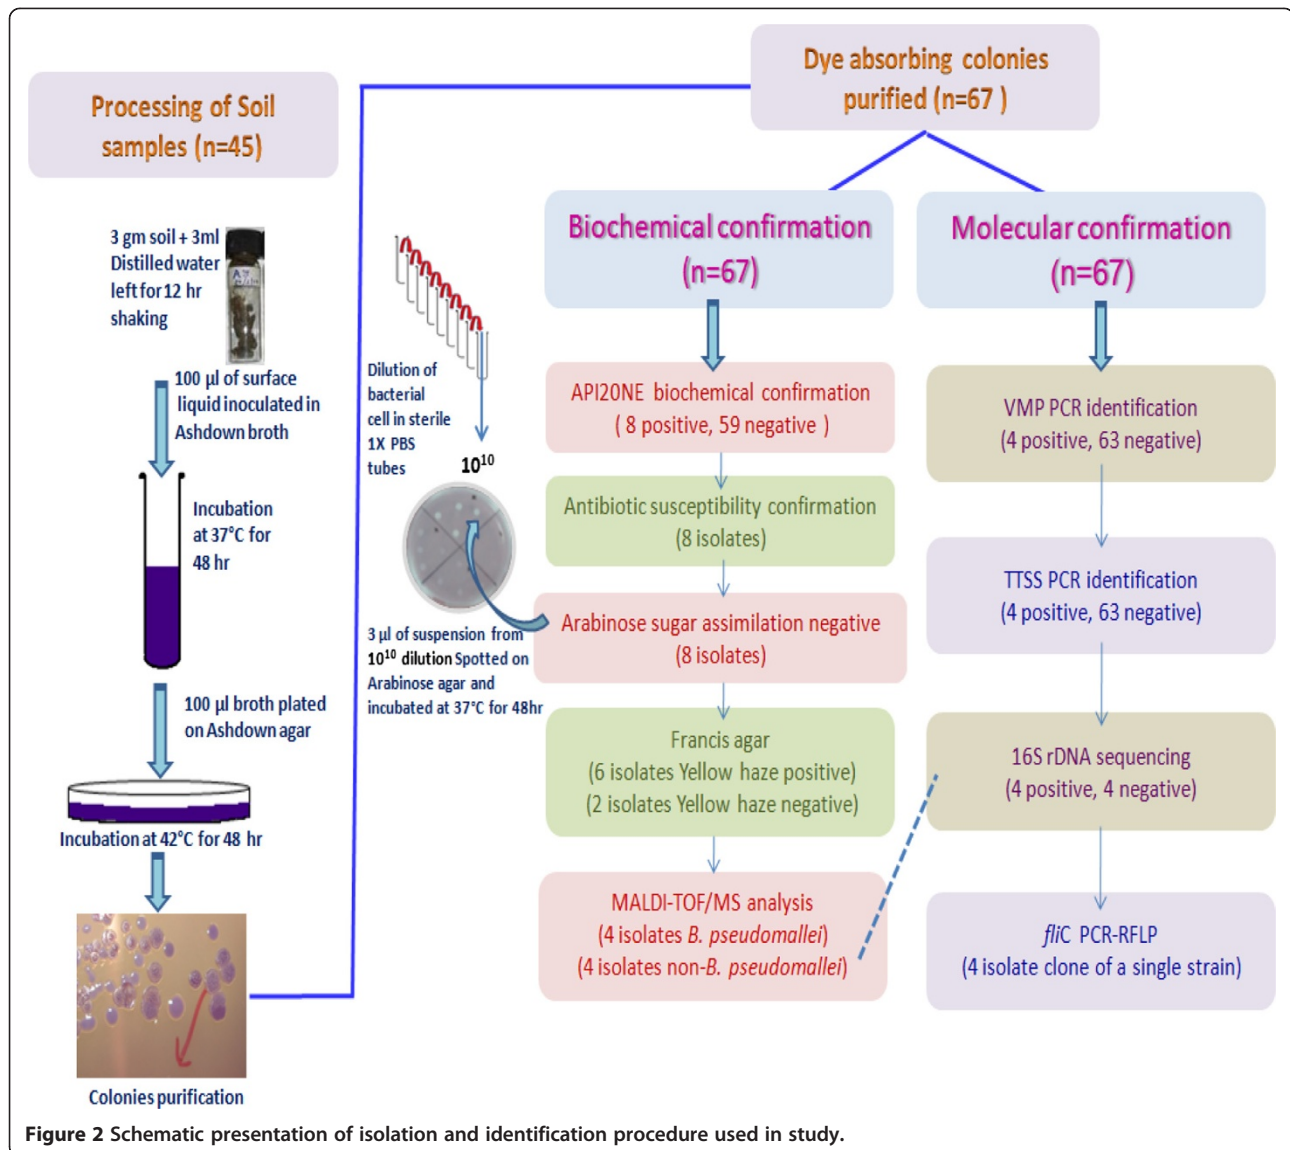 Processing of Soil
samples (n=45)
3 gm soil + 3ml
Distilled water
left for 12 hr
shaking
100 µl of surface
liquid inoculated in
Ashdown broth
Incubation
at 37°C for
48 hr
100 µl broth plated
on Ashdown agar
Incubation at 42°C for 48 hr
Colonies purification
Dilution of
bacterial
cell in sterile
1X PBS
tubes
10¹⁰
3 µl of suspension from
10¹⁰ dilution Spotted on
Arabinose agar and
incubated at 37°C for 48hr
Dye absorbing colonies
purified (n=67 )
Biochemical confirmation
(n=67)
API20NE biochemical confirmation
( 8 positive, 59 negative )
Antibiotic susceptibility confirmation
(8 isolates)
Arabinose sugar assimilation negative
(8 isolates)
Francis agar
(6 isolates Yellow haze positive)
(2 isolates Yellow haze negative)
MALDI-TOF/MS analysis
(4 isolates B. pseudomallei)
(4 isolates non-B. pseudomallei)
Molecular confirmation
(n=67)
VMP PCR identification
(4 positive, 63 negative)
TTSS PCR identification
(4 positive, 63 negative)
16S rDNA sequencing
(4 positive, 4 negative)
fliC PCR-RFLP
(4 isolate clone of a single strain)
Figure 2 Schematic presentation of isolation and identification procedure used in study.